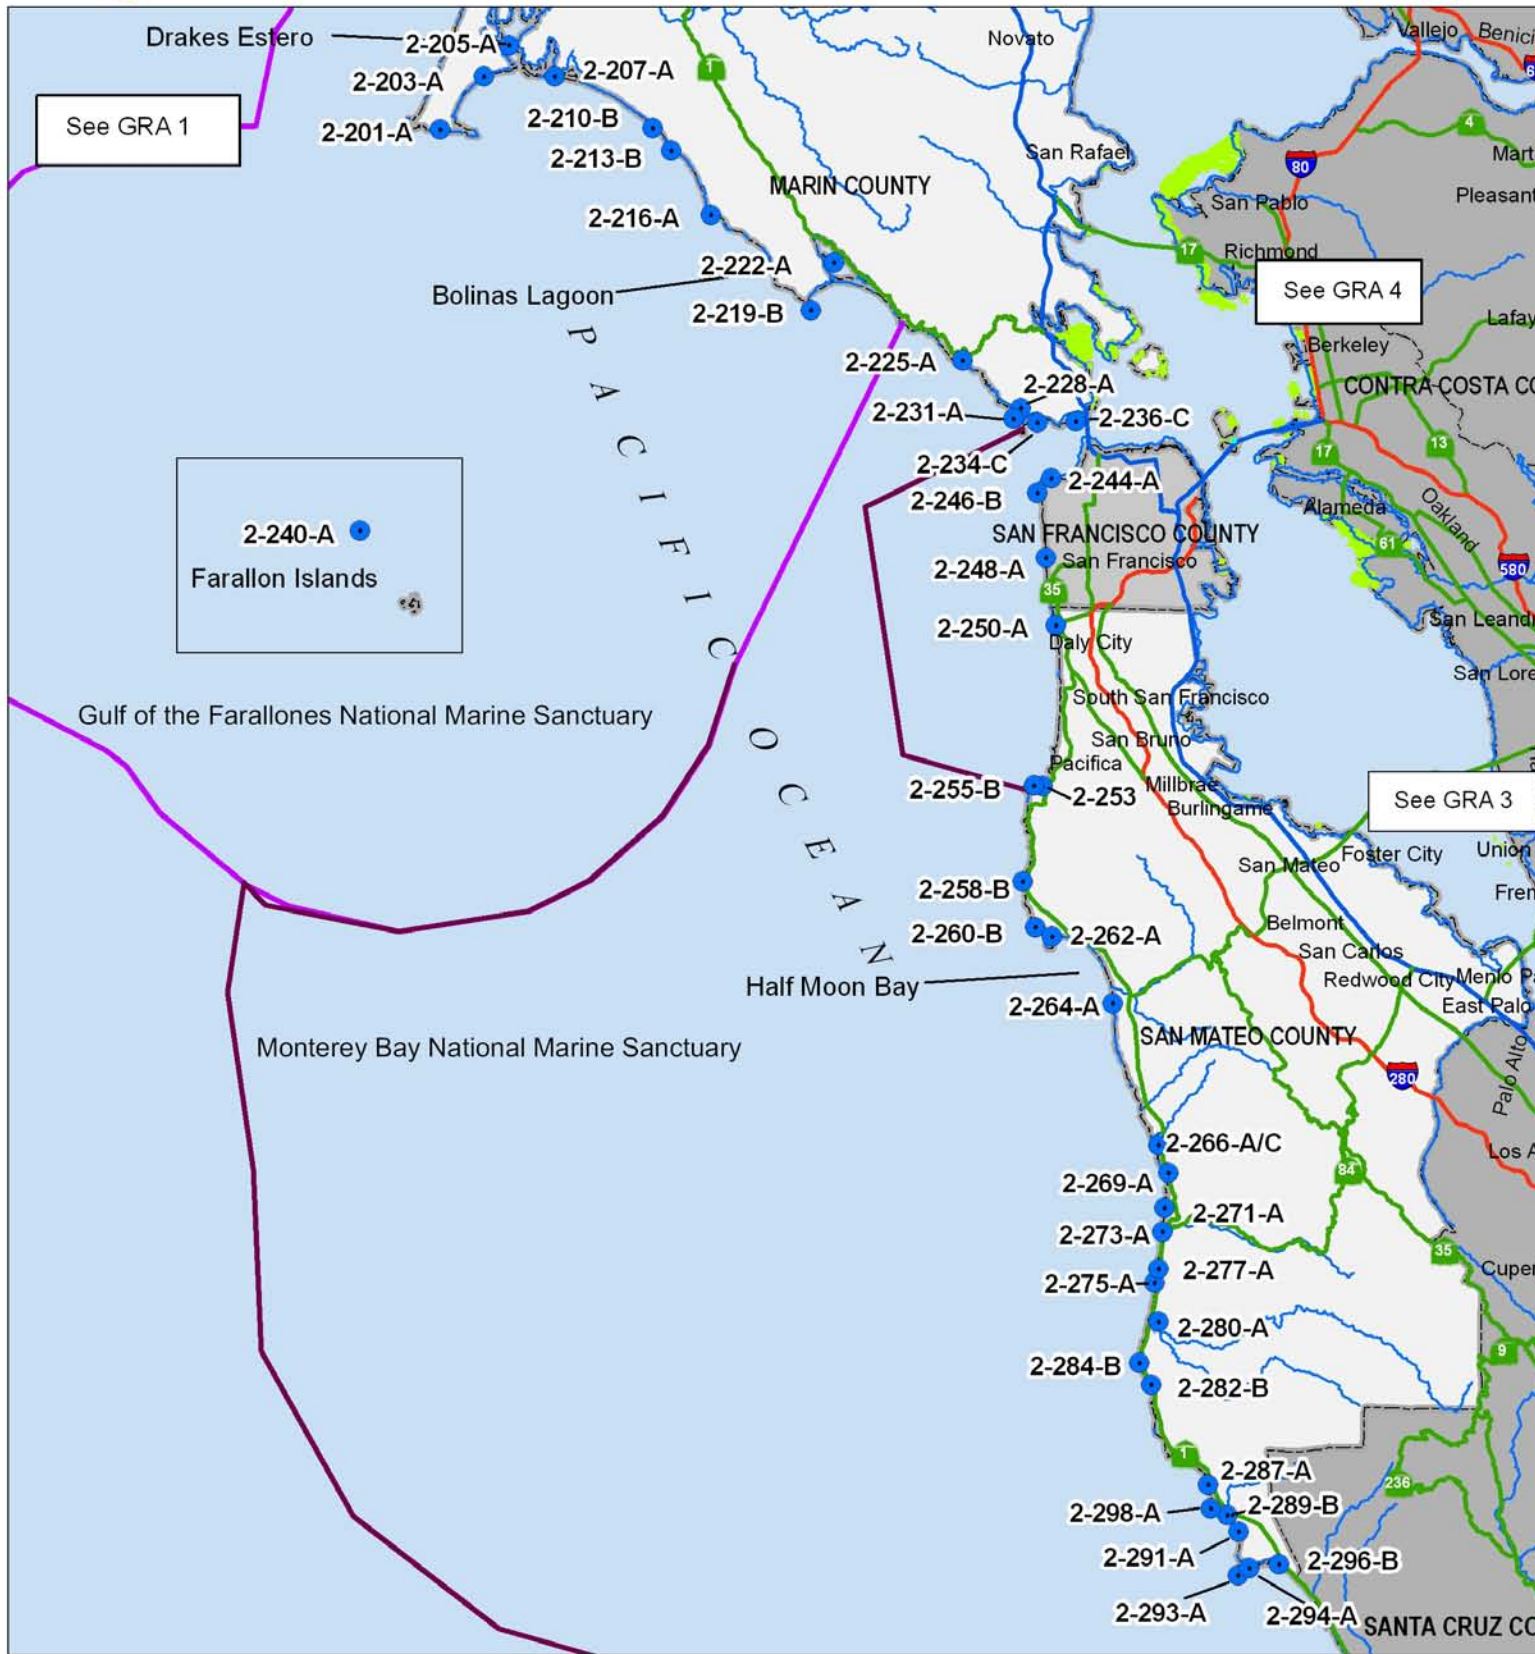 Drakes Estero
2-205-A
Novato
Vallejo
2-203-A
2-207-A
1
See GRA 1
2-201-A
2-210-B
4
2-213-B
San Rafael
80
MARIN COUNTY
San Pablo
2-216-A
17
Richmond
2-222-A
Bolinas Lagoon
See GRA 4
2-219-B
Berkeley
2-225-A
2-228-A
CONTRA COSTA CO
2-231-A
2-236-C
17
13
2-234-C
2-244-A
2-246-B
Alameda
Oakland
2-240-A
SAN FRANCISCO COUNTY
61
Farallon Islands
2-248-A
San Francisco
580
35
2-250-A
Daly City
San Leand
PACIFIC OCEAN
San Lore
South San Francisco
Gulf of the Farallones National Marine Sanctuary
San Bruno
Pacifica
2-255-B
2-253
Millbrae
See GRA 3
Burlingame
San Mateo
Foster City
Union
2-258-B
Belmont
2-260-B
2-262-A
San Carlos
Half Moon Bay
Redwood City
Menlo Pa
2-264-A
East Palo
SAN MATEO COUNTY
Monterey Bay National Marine Sanctuary
280
Palo Alto
2-266-A/C
Los A
84
2-269-A
2-271-A
2-273-A
35
2-277-A
Cuper
2-275-A
2-280-A
9
2-284-B
2-282-B
1
2-287-A
236
2-298-A
2-289-B
2-291-A
2-296-B
2-293-A
2-294-A
SANTA CRUZ CO